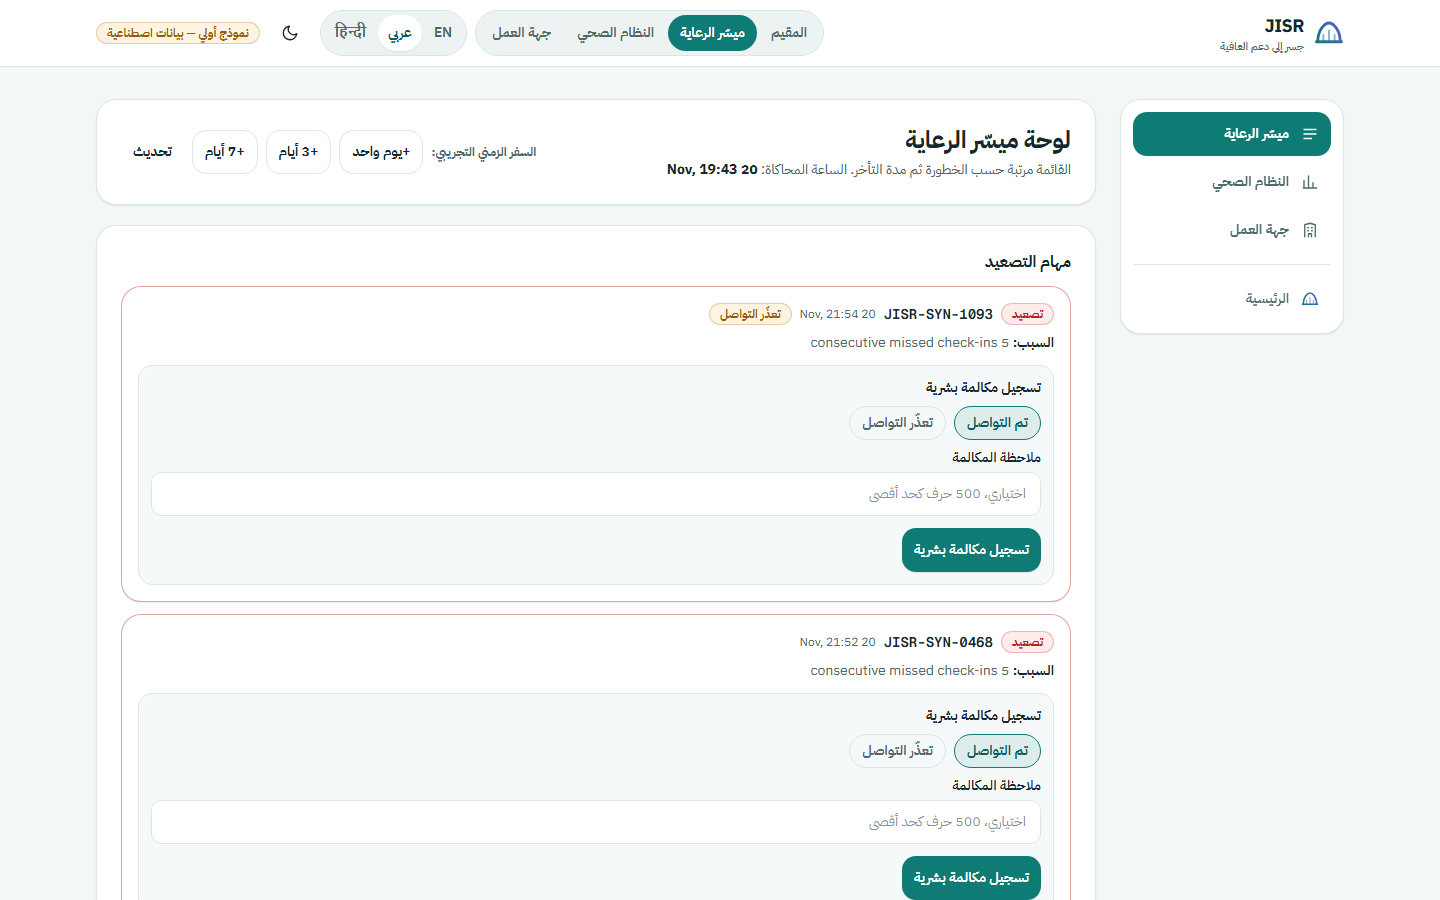 JISR
جسر إلى دعم العافية
المقيم
ميسّر الرعاية
النظام الصحي
جهة العمل
EN
عربي
हिन्दी
نموذج أولي — بيانات اصطناعية
ميسّر الرعاية
النظام الصحي
جهة العمل
الرئيسية
لوحة ميسّر الرعاية
القائمة مرتبة حسب الخطورة ثم مدة التأخر. الساعة المحاكاة: 20 Nov, 19:43
السفر الزمني التجريبي:
+يوم واحد
+3 أيام
+7 أيام
تحديث
مهام التصعيد
تصعيد JISR-SYN-1093 20 Nov, 21:54 تعذّر التواصل
السبب: 5 consecutive missed check-ins
تسجيل مكالمة بشرية
تم التواصل
تعذّر التواصل
ملاحظة المكالمة
اختياري، 500 حرف كحد أقصى
تسجيل مكالمة بشرية
تصعيد JISR-SYN-0468 20 Nov, 21:52
السبب: 5 consecutive missed check-ins
تسجيل مكالمة بشرية
تم التواصل
تعذّر التواصل
ملاحظة المكالمة
اختياري، 500 حرف كحد أقصى
تسجيل مكالمة بشرية